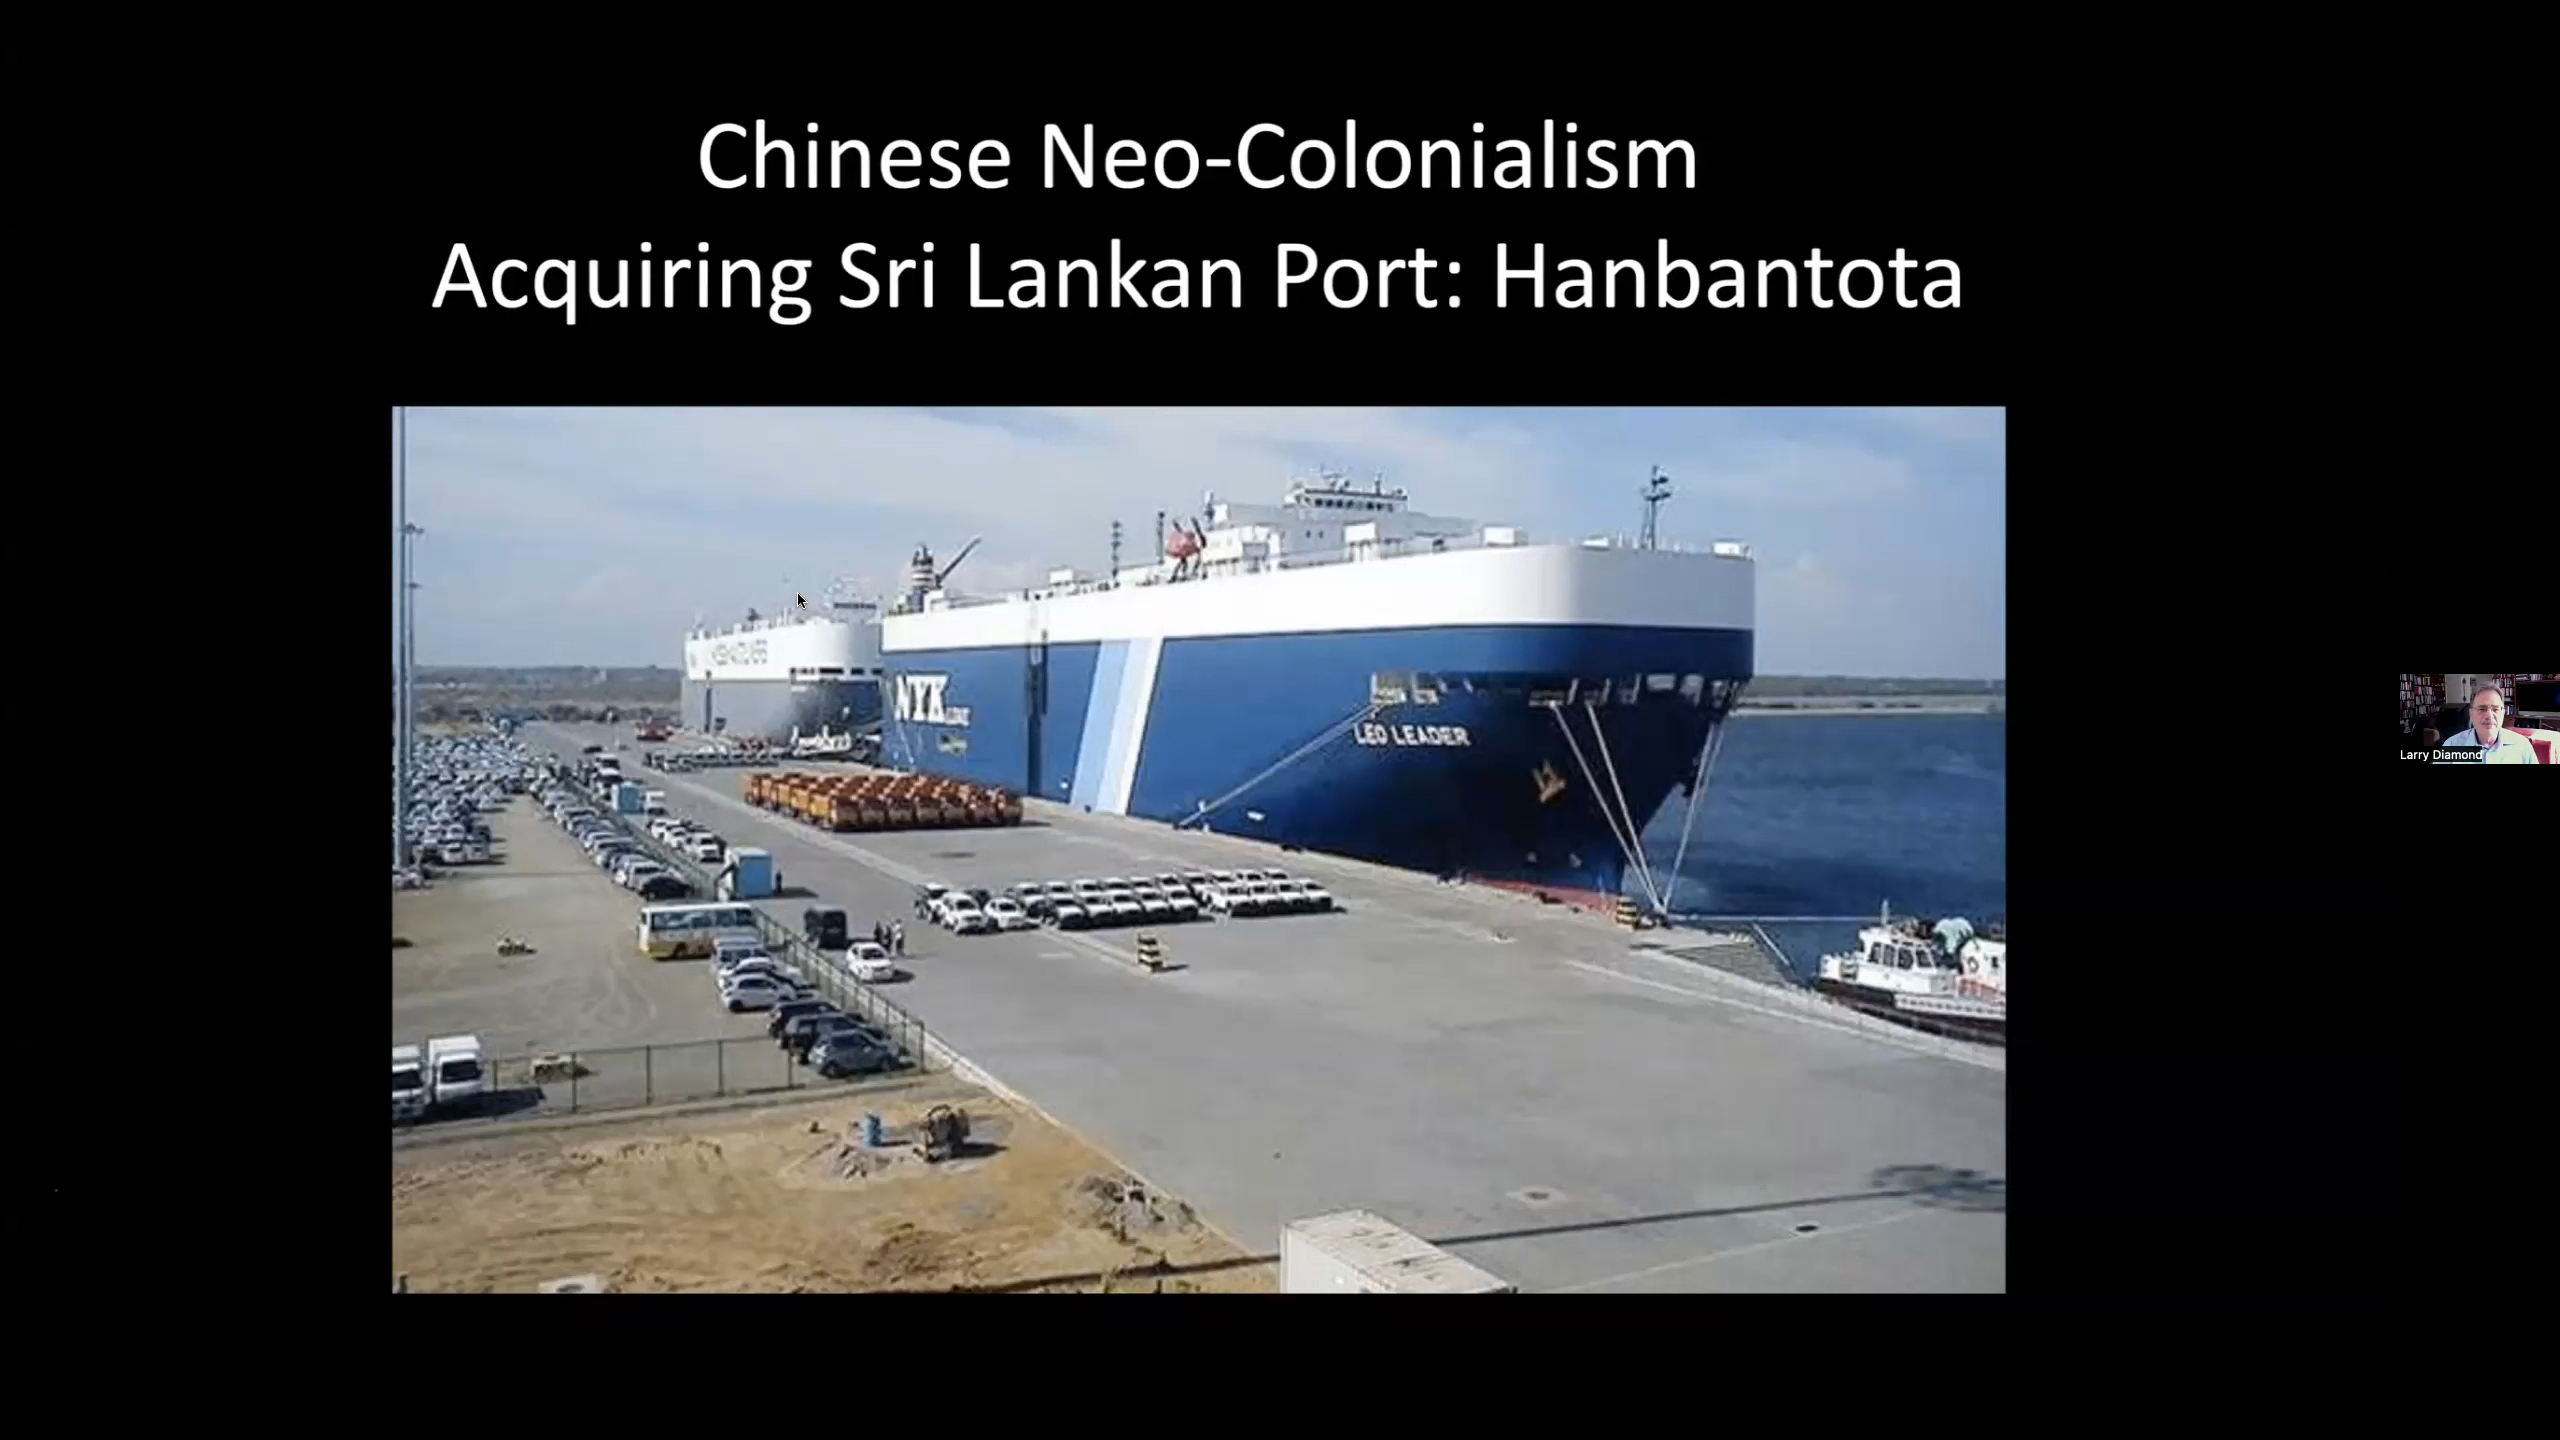 Chinese Neo-Colonialism
Acquiring Sri Lankan Port: Hanbantota
NYK
LEO LEADER
Larry Diamond